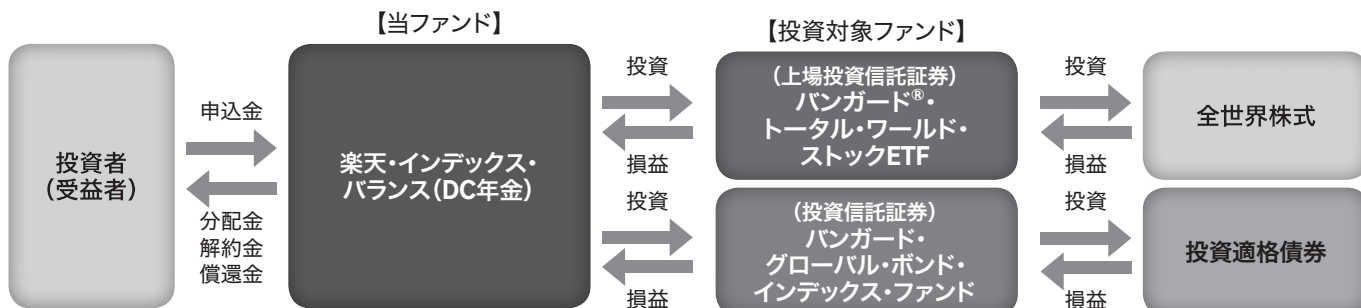 【当ファンド】
【投資対象ファンド】
投資者
(受益者)
申込金
分配金
解約金
償還金
楽天・インデックス・
バランス(DC年金)
投資
損益
(上場投資信託証券)
バンガード®・
トータル・ワールド・
ストックETF
投資
損益
全世界株式
投資
損益
(投資信託証券)
バンガード・
グローバル・ボンド・
インデックス・ファンド
投資
損益
投資適格債券